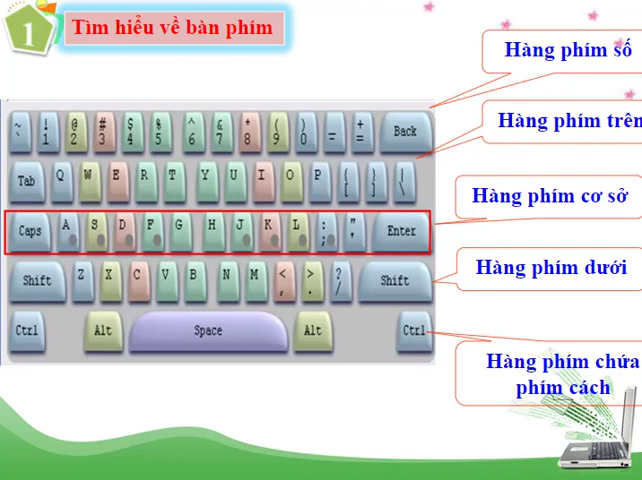 1 Tìm hiểu về bàn phím
Hàng phím số
~ ! @ # $ % ^ & * ( ) _ +
` 1 2 3 4 5 6 7 8 9 0 - = Back
Hàng phím trên
Tab Q W E R T Y U I O P { } |
[ ] \
Hàng phím cơ sở
Caps A S D F G H J K L : " Enter
; '
Hàng phím dưới
Shift Z X C V B N M < > ? Shift
, . /
Ctrl Alt Space Alt Ctrl
Hàng phím chứa
phím cách